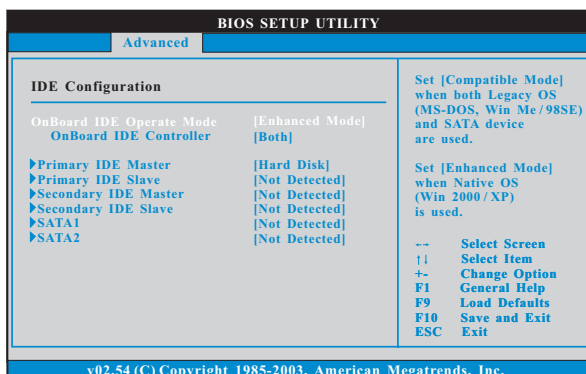 BIOS SETUP UTILITY
Advanced
IDE Configuration
OnBoard IDE Operate Mode [Enhanced Mode]
OnBoard IDE Controller [Both]
Primary IDE Master [Hard Disk]
Primary IDE Slave [Not Detected]
Secondary IDE Master [Not Detected]
Secondary IDE Slave [Not Detected]
SATA1 [Not Detected]
SATA2 [Not Detected]
Set [Compatible Mode]
when both Legacy OS
(MS-DOS, Win Me/98SE)
and SATA device
are used.
Set [Enhanced Mode]
when Native OS
(Win 2000/XP)
is used.
←→ Select Screen
↑↓ Select Item
+- Change Option
F1 General Help
F9 Load Defaults
F10 Save and Exit
ESC Exit
v02.54 (C) Copyright 1985-2003, American Megatrends, Inc.